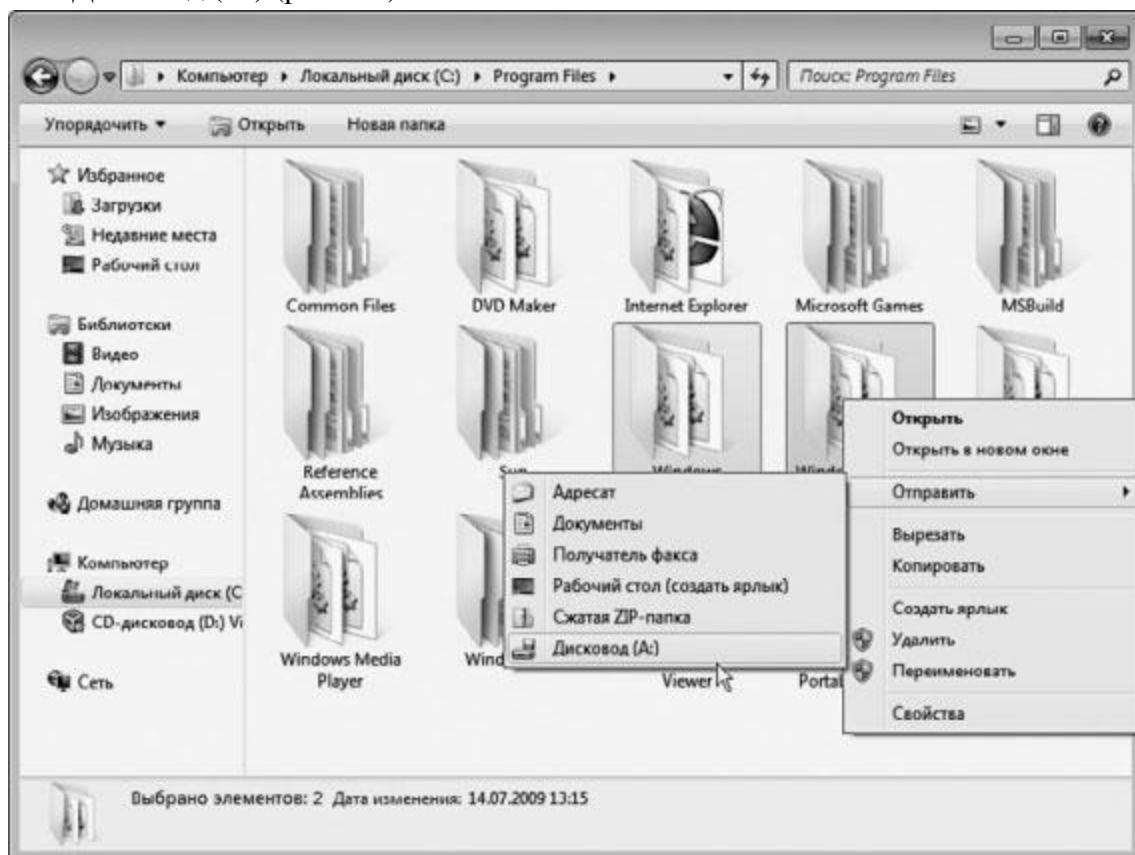 Компьютер ▸ Локальный диск (C:) ▸ Program Files ▸
Поиск: Program Files
Упорядочить
Открыть
Новая папка
Избранное
Загрузки
Недавние места
Рабочий стол
Библиотеки
Видео
Документы
Изображения
Музыка
Домашняя группа
Компьютер
Локальный диск (C
CD-дисковод (D:) Vi
Сеть
Common Files
DVD Maker
Internet Explorer
Microsoft Games
MSBuild
Reference
Assemblies
Sun
Windows
Windo
Windows Media
Player
Wind
Viewer
Portal
Открыть
Открыть в новом окне
Отправить
Вырезать
Копировать
Создать ярлык
Удалить
Переименовать
Свойства
Адресат
Документы
Получатель факса
Рабочий стол (создать ярлык)
Сжатая ZIP-папка
Дисковод (A:)
Выбрано элементов: 2 Дата изменения: 14.07.2009 13:15